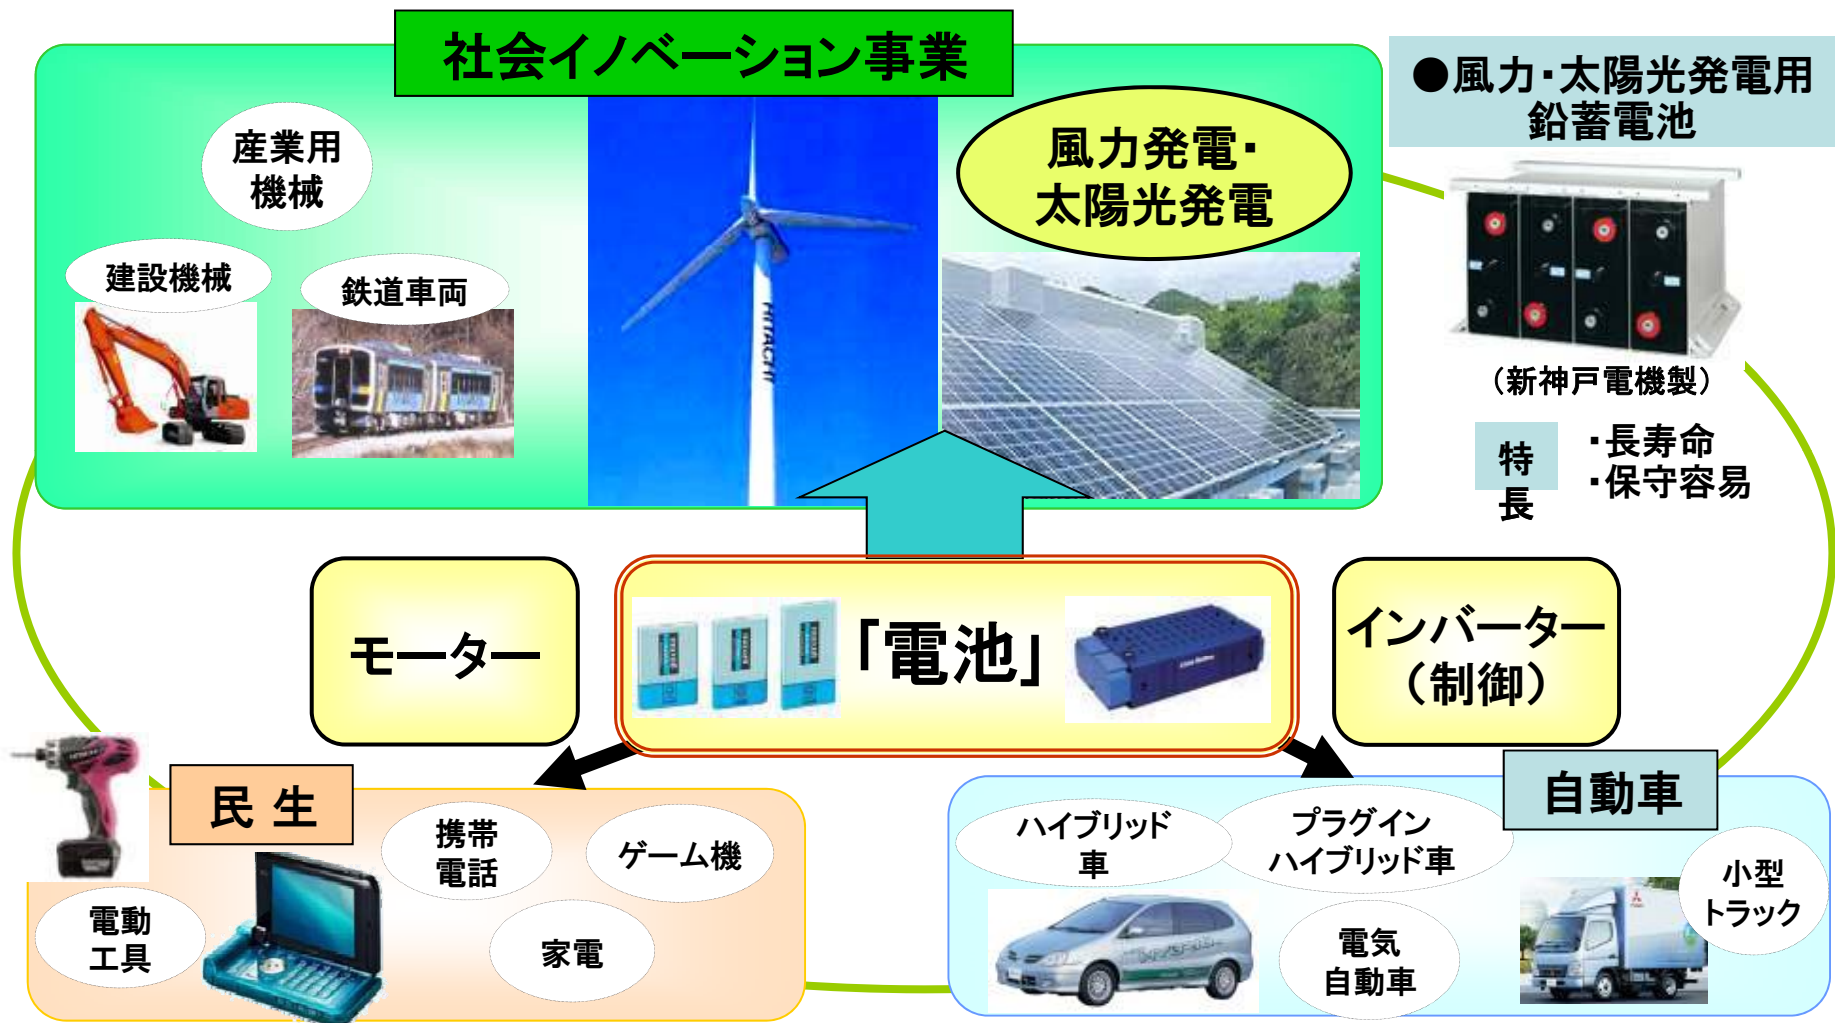 社会イノベーション事業
産業用
機械
建設機械
鉄道車両
HITACHI
風力発電・
太陽光発電
●風力・太陽光発電用
鉛蓄電池
（新神戸電機製）
特
長
・長寿命
・保守容易
モーター
「電池」
インバーター
（制御）
民 生
携帯
電話
ゲーム機
電動
工具
家電
自動車
ハイブリッド
車
プラグイン
ハイブリッド車
小型
トラック
電気
自動車